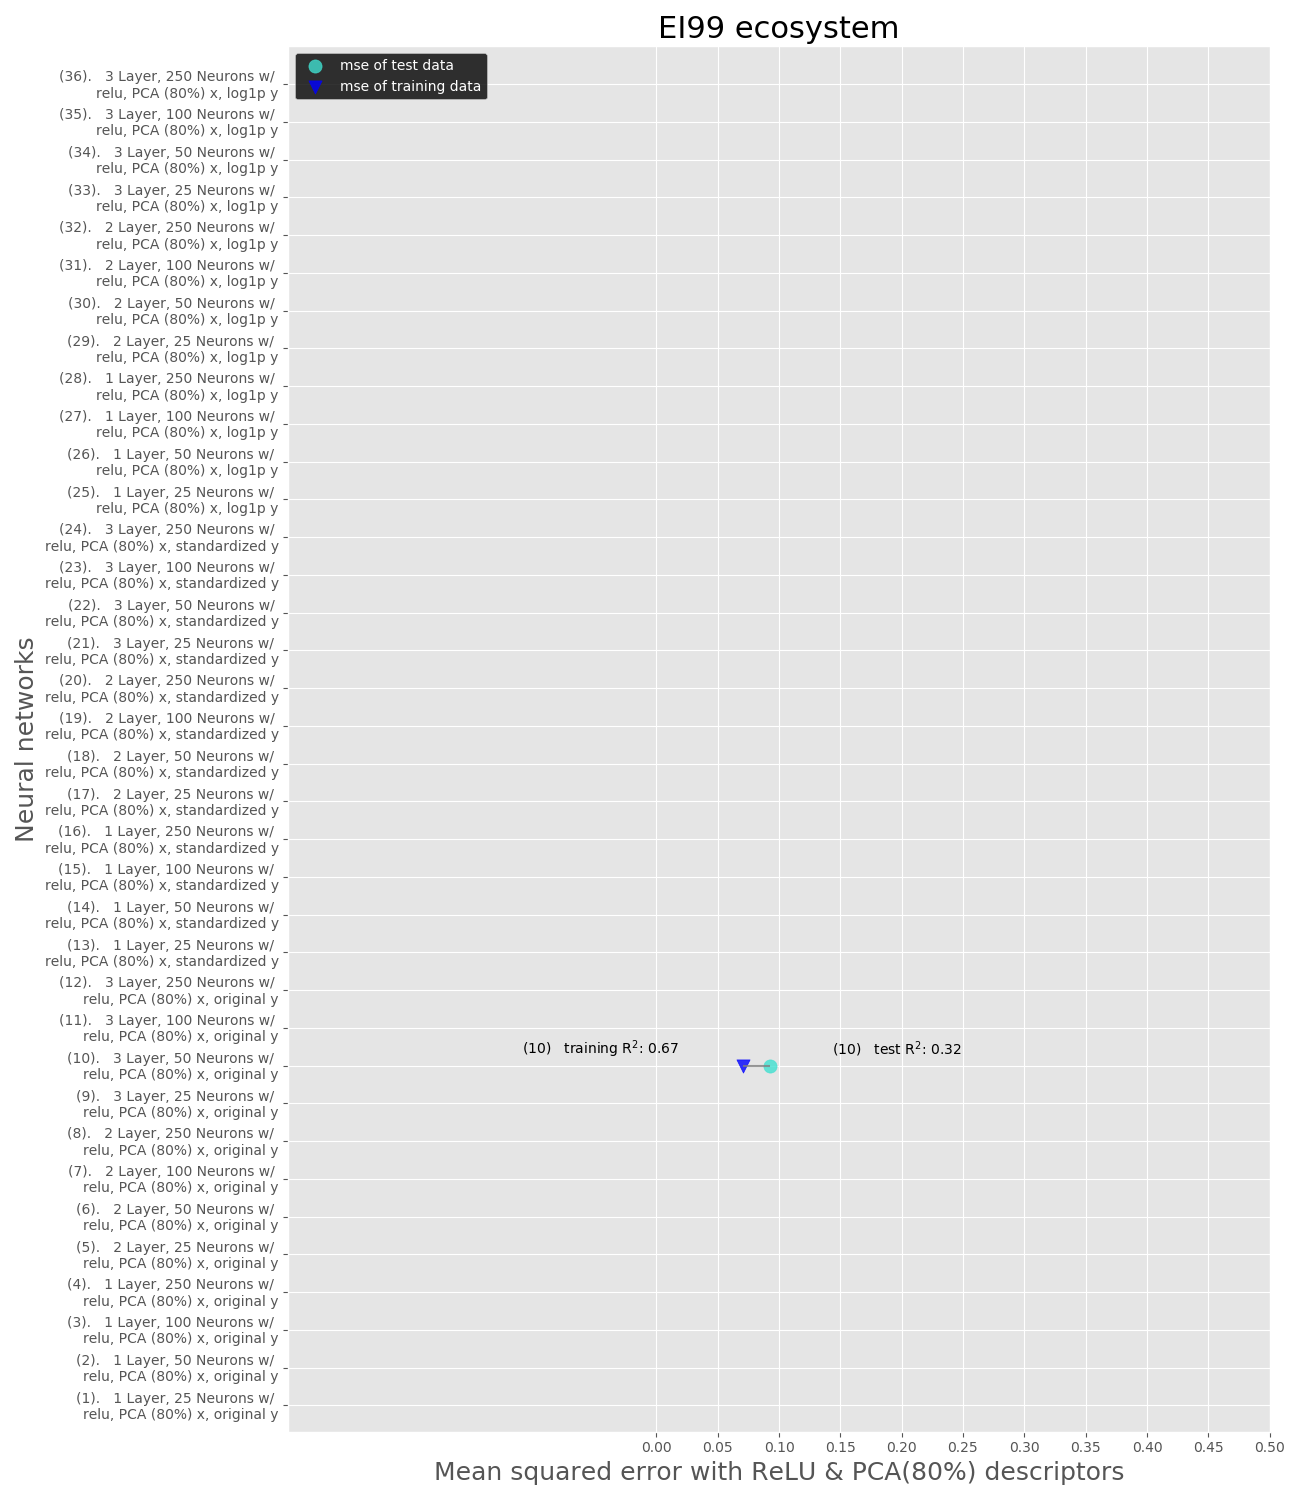 EI99 ecosystem
mse of test data
mse of training data
(36).   3 Layer, 250 Neurons w/
relu, PCA (80%) x, log1p y
(35).   3 Layer, 100 Neurons w/
relu, PCA (80%) x, log1p y
(34).   3 Layer, 50 Neurons w/
relu, PCA (80%) x, log1p y
(33).   3 Layer, 25 Neurons w/
relu, PCA (80%) x, log1p y
(32).   2 Layer, 250 Neurons w/
relu, PCA (80%) x, log1p y
(31).   2 Layer, 100 Neurons w/
relu, PCA (80%) x, log1p y
(30).   2 Layer, 50 Neurons w/
relu, PCA (80%) x, log1p y
(29).   2 Layer, 25 Neurons w/
relu, PCA (80%) x, log1p y
(28).   1 Layer, 250 Neurons w/
relu, PCA (80%) x, log1p y
(27).   1 Layer, 100 Neurons w/
relu, PCA (80%) x, log1p y
(26).   1 Layer, 50 Neurons w/
relu, PCA (80%) x, log1p y
(25).   1 Layer, 25 Neurons w/
relu, PCA (80%) x, log1p y
(24).   3 Layer, 250 Neurons w/
relu, PCA (80%) x, standardized y
(23).   3 Layer, 100 Neurons w/
relu, PCA (80%) x, standardized y
(22).   3 Layer, 50 Neurons w/
relu, PCA (80%) x, standardized y
(21).   3 Layer, 25 Neurons w/
relu, PCA (80%) x, standardized y
(20).   2 Layer, 250 Neurons w/
relu, PCA (80%) x, standardized y
(19).   2 Layer, 100 Neurons w/
relu, PCA (80%) x, standardized y
(18).   2 Layer, 50 Neurons w/
relu, PCA (80%) x, standardized y
(17).   2 Layer, 25 Neurons w/
relu, PCA (80%) x, standardized y
(16).   1 Layer, 250 Neurons w/
relu, PCA (80%) x, standardized y
(15).   1 Layer, 100 Neurons w/
relu, PCA (80%) x, standardized y
(14).   1 Layer, 50 Neurons w/
relu, PCA (80%) x, standardized y
(13).   1 Layer, 25 Neurons w/
relu, PCA (80%) x, standardized y
(12).   3 Layer, 250 Neurons w/
relu, PCA (80%) x, original y
(11).   3 Layer, 100 Neurons w/
relu, PCA (80%) x, original y
(10).   3 Layer, 50 Neurons w/
relu, PCA (80%) x, original y
(9).   3 Layer, 25 Neurons w/
relu, PCA (80%) x, original y
(8).   2 Layer, 250 Neurons w/
relu, PCA (80%) x, original y
(7).   2 Layer, 100 Neurons w/
relu, PCA (80%) x, original y
(6).   2 Layer, 50 Neurons w/
relu, PCA (80%) x, original y
(5).   2 Layer, 25 Neurons w/
relu, PCA (80%) x, original y
(4).   1 Layer, 250 Neurons w/
relu, PCA (80%) x, original y
(3).   1 Layer, 100 Neurons w/
relu, PCA (80%) x, original y
(2).   1 Layer, 50 Neurons w/
relu, PCA (80%) x, original y
(1).   1 Layer, 25 Neurons w/
relu, PCA (80%) x, original y
Neural networks
(10)   training R²: 0.67
(10)   test R²: 0.32
0.00 0.05 0.10 0.15 0.20 0.25 0.30 0.35 0.40 0.45 0.50
Mean squared error with ReLU & PCA(80%) descriptors